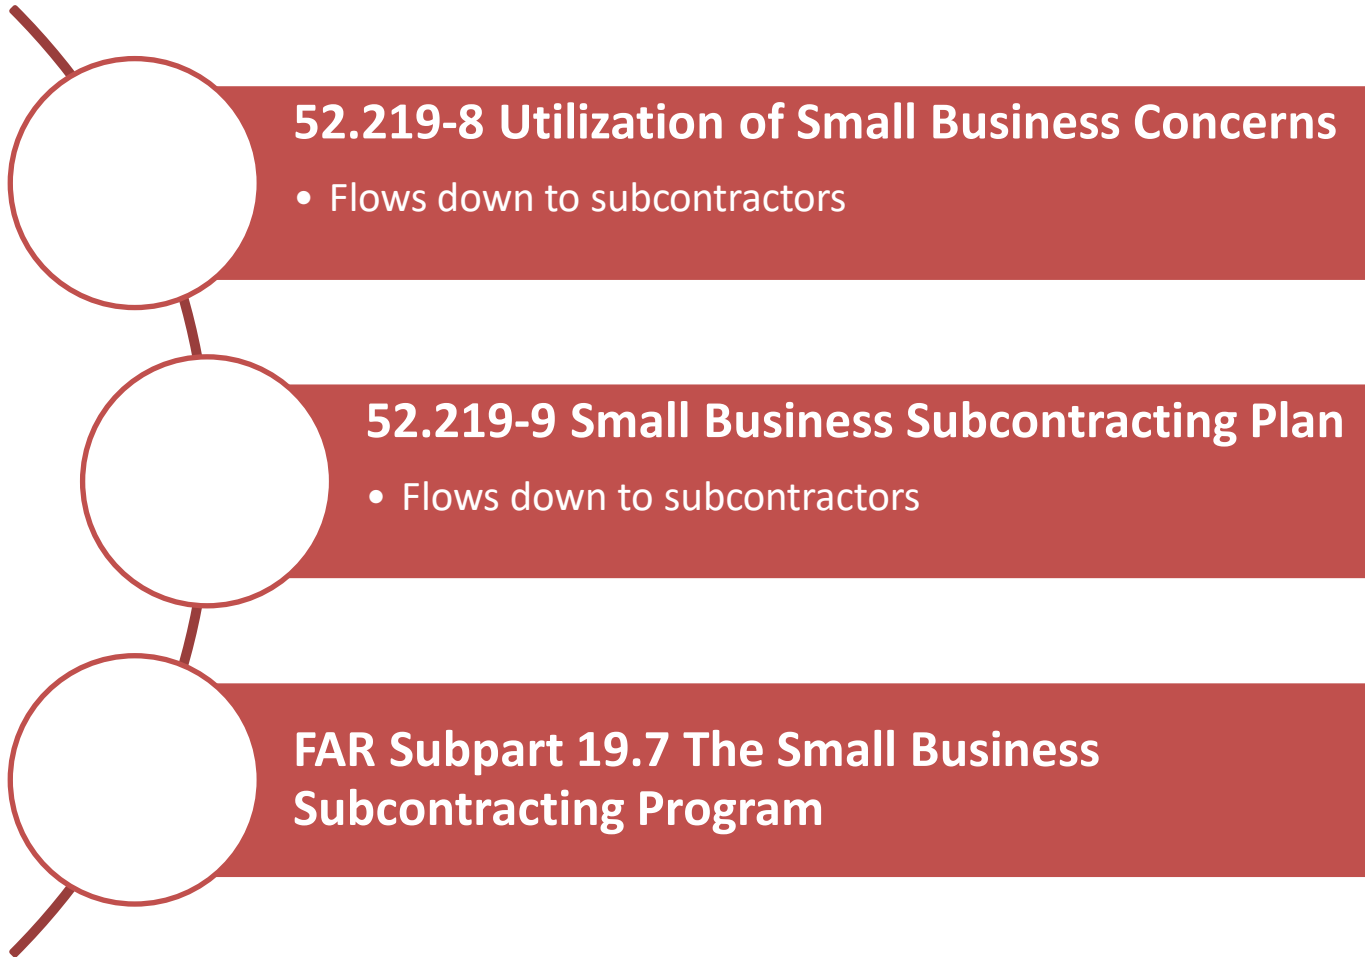 52.219-8 Utilization of Small Business Concerns
• Flows down to subcontractors
52.219-9 Small Business Subcontracting Plan
• Flows down to subcontractors
FAR Subpart 19.7 The Small Business
Subcontracting Program